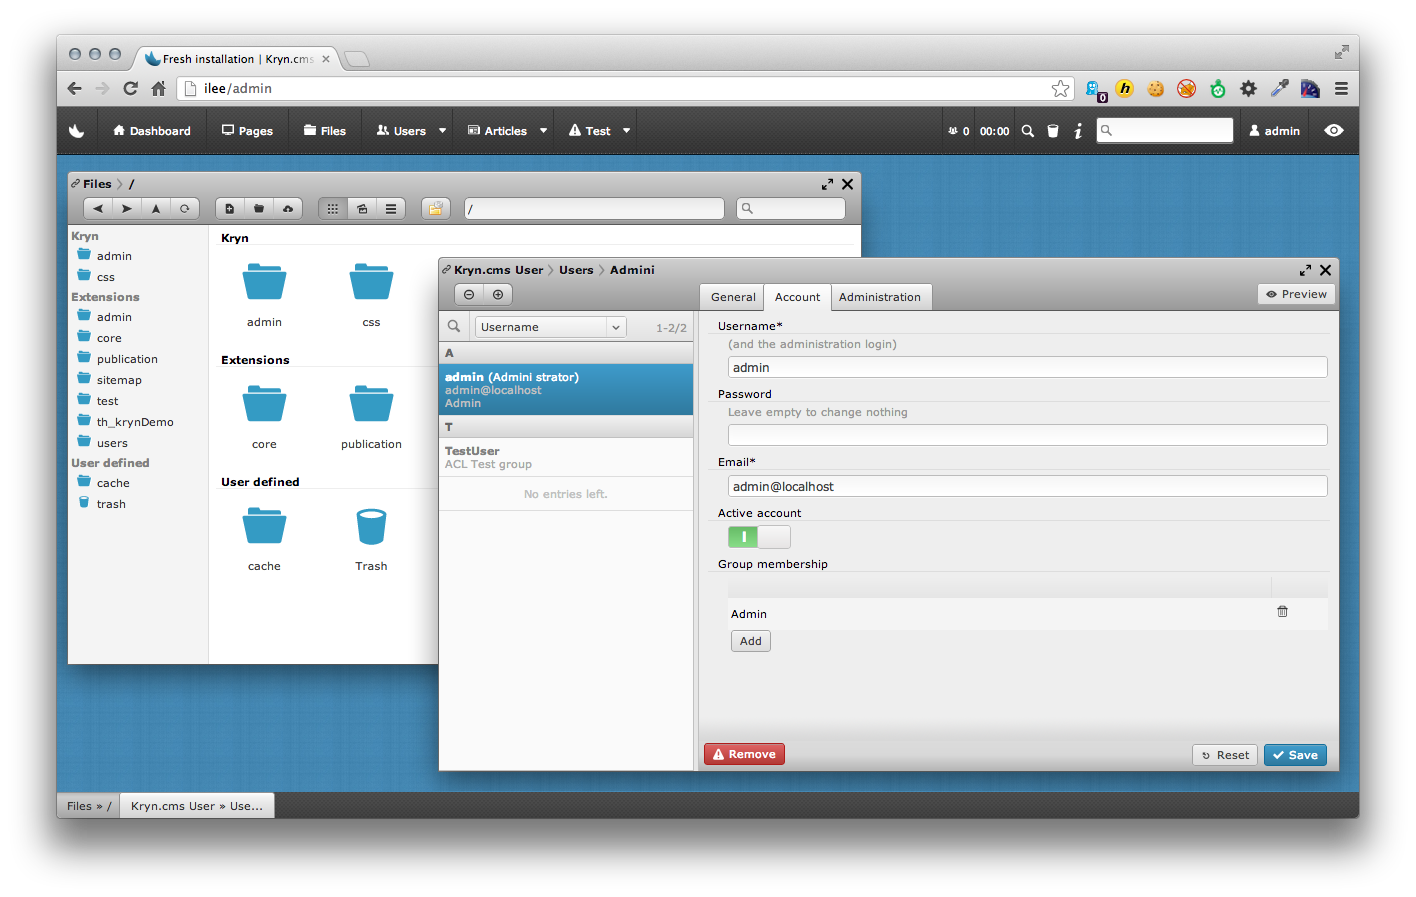 Fresh installation | Kryn.cms
ilee/admin
0
h
Dashboard
Pages
Files
Users
Articles
Test
0
00:00
i
admin
Files
/
/
Kryn
admin
css
Extensions
admin
core
publication
sitemap
test
th_krynDemo
users
User defined
cache
trash
Kryn
admin
css
Extensions
core
publication
User defined
cache
Trash
Kryn.cms User
Users
Admini
General
Account
Administration
Preview
Username
1-2/2
A
admin (Admini strator)
admin@localhost
Admin
T
TestUser
ACL Test group
No entries left.
Username*
(and the administration login)
admin
Password
Leave empty to change nothing
Email*
admin@localhost
Active account
Group membership
Admin
Add
Remove
Reset
Save
Files » /
Kryn.cms User » Use...